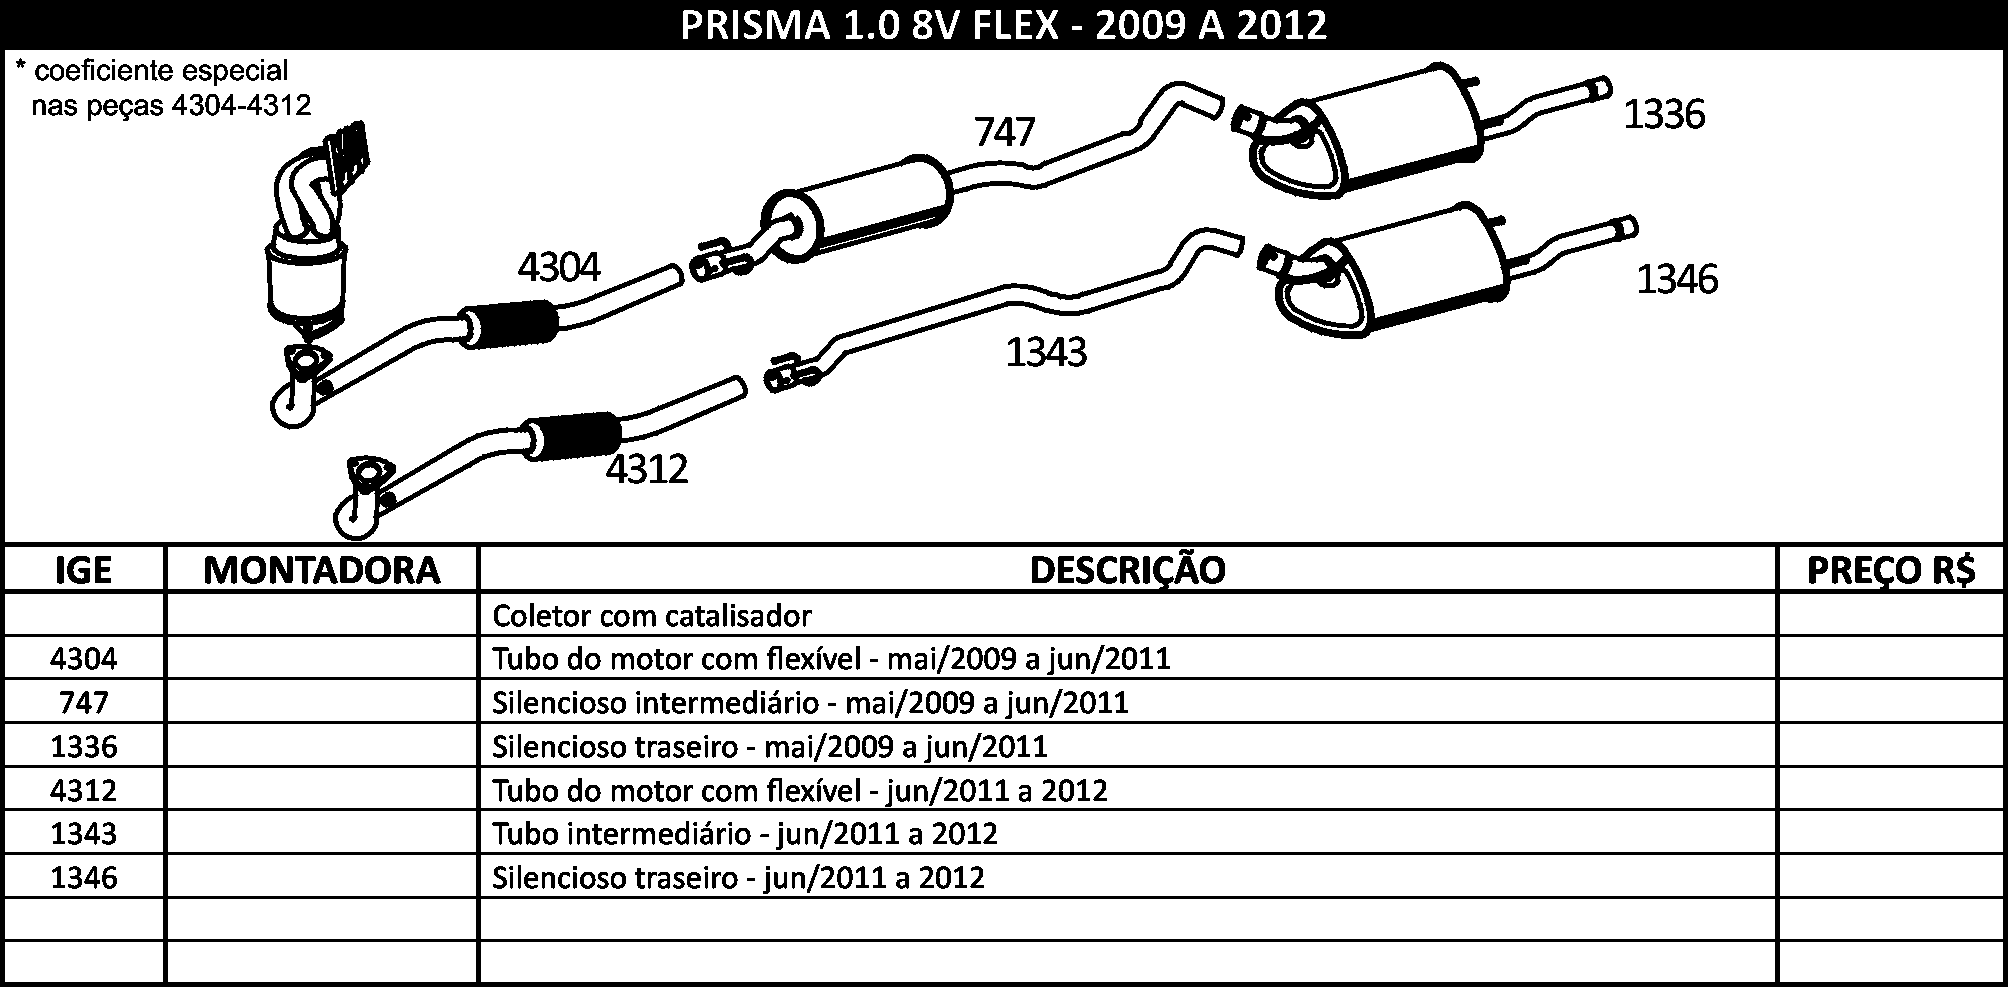 PRISMA 1.0 8V FLEX - 2009 A 2012
* coeficiente especial
nas peças 4304-4312
747
1336
4304
1346
1343
4312
IGE MONTADORA DESCRIÇÃO PREÇO R$
Coletor com catalisador
4304 Tubo do motor com flexível - mai/2009 a jun/2011
747 Silencioso intermediário - mai/2009 a jun/2011
1336 Silencioso traseiro - mai/2009 a jun/2011
4312 Tubo do motor com flexível - jun/2011 a 2012
1343 Tubo intermediário - jun/2011 a 2012
1346 Silencioso traseiro - jun/2011 a 2012